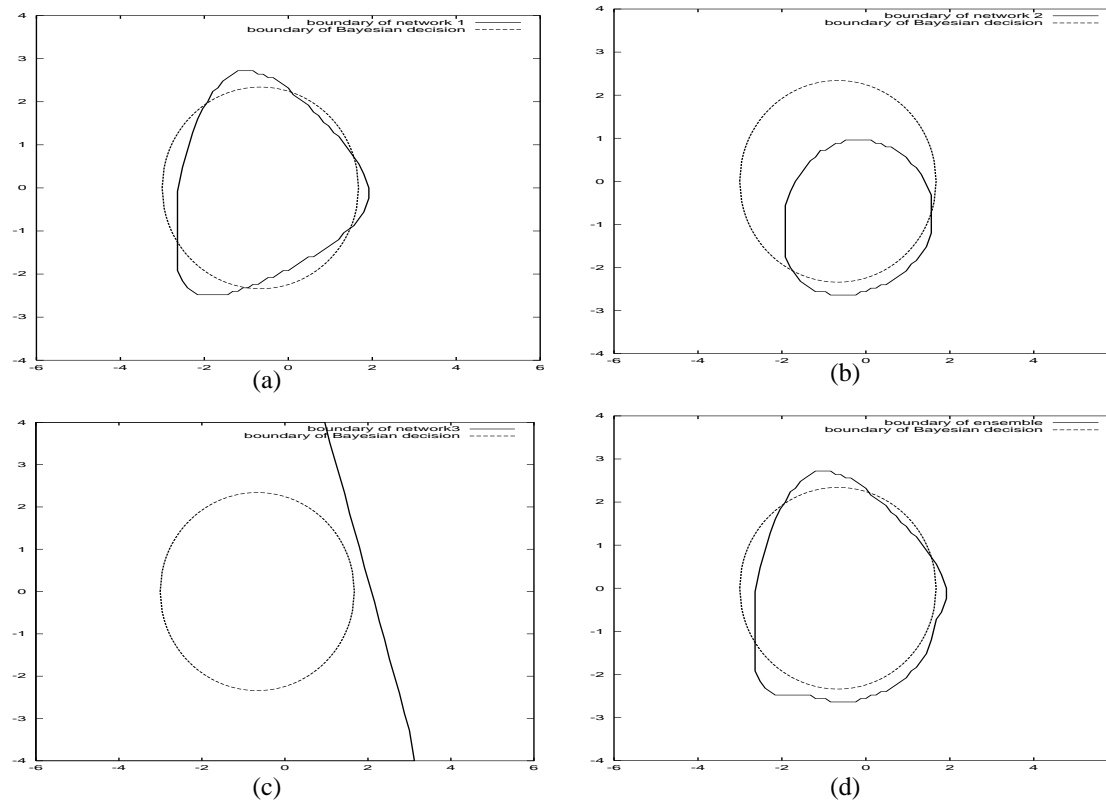 boundary of network 1
boundary of Bayesian decision
4
3
2
1
0
-1
-2
-3
-4
-6 -4 -2 0 2 4 6
(a)
boundary of network 2
boundary of Bayesian decision
4
3
2
1
0
-1
-2
-3
-4
-6 -4 -2 0 2 4
(b)
boundary of network3
boundary of Bayesian decision
4
3
2
1
0
-1
-2
-3
-4
-6 -4 -2 0 2 4 6
(c)
boundary of ensemble
boundary of Bayesian decision
4
3
2
1
0
-1
-2
-3
-4
-6 -4 -2 0 2 4
(d)